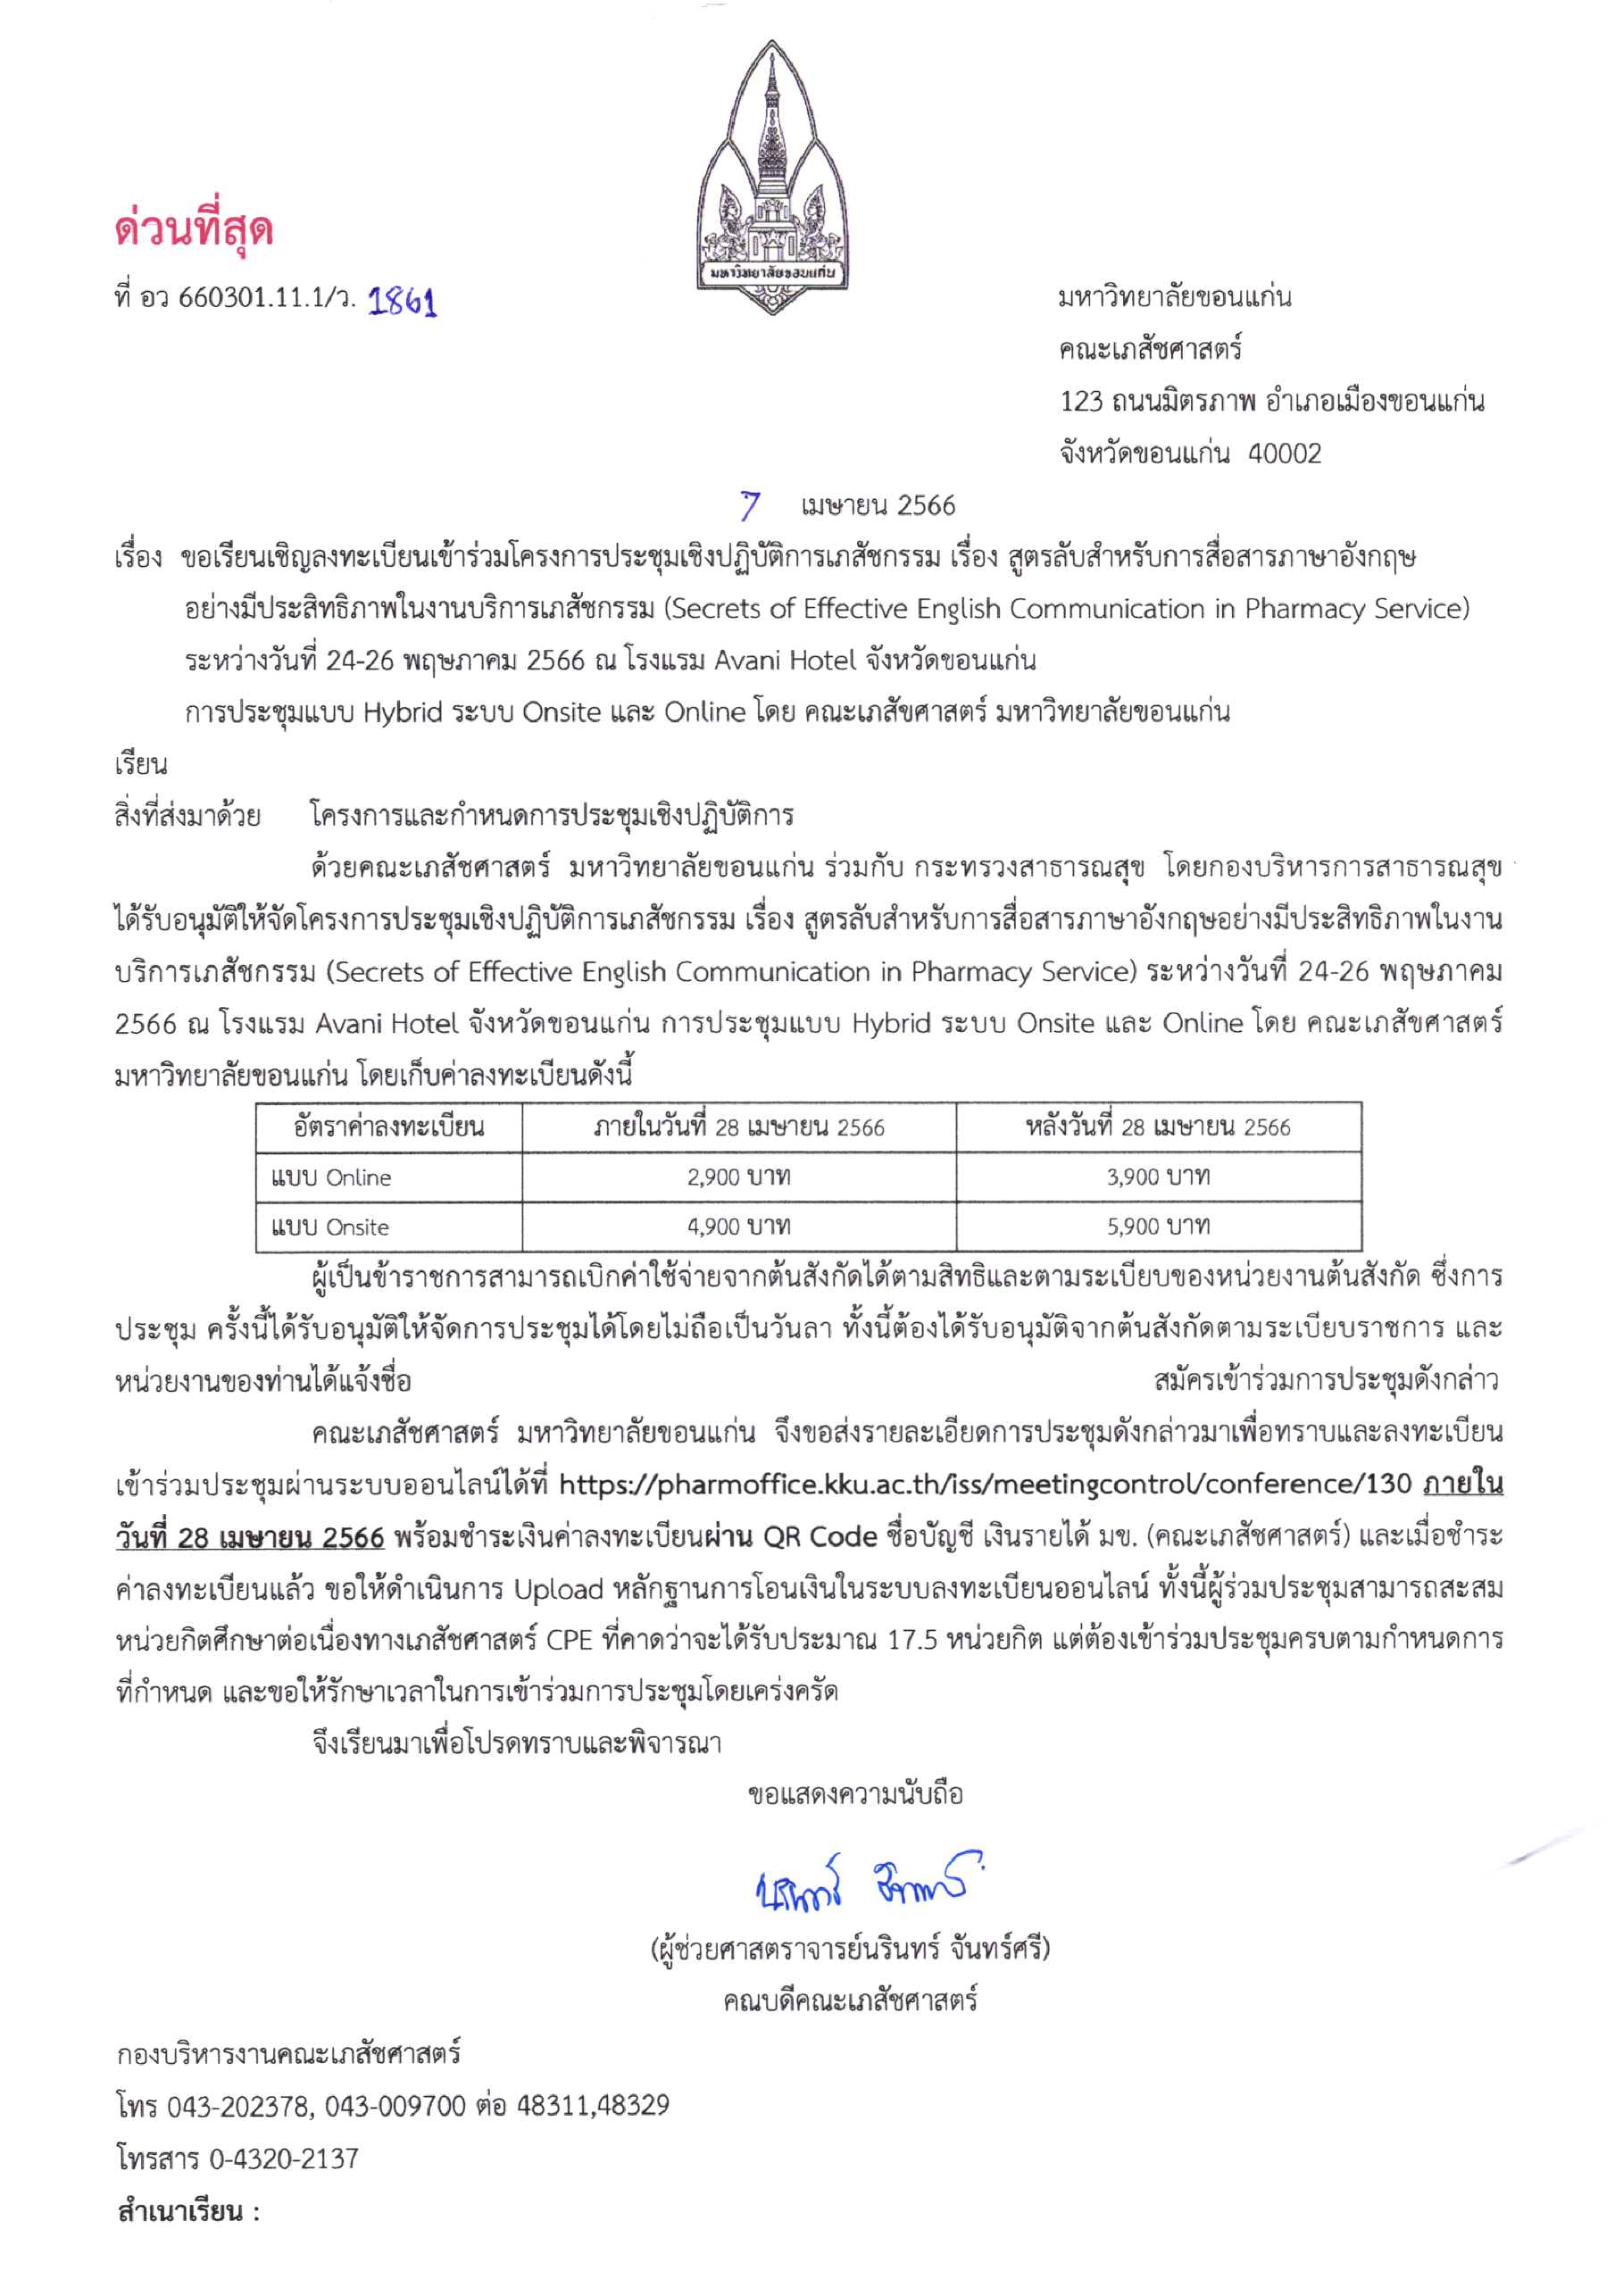 มหาวิทยาลัยขอนแก่น
ด่วนที่สุด
ที่ อว 660301.11.1/ว. 1861
มหาวิทยาลัยขอนแก่น
คณะเภสัชศาสตร์
123 ถนนมิตรภาพ อำเภอเมืองขอนแก่น
จังหวัดขอนแก่น 40002
7 เมษายน 2566
เรื่อง ขอเรียนเชิญลงทะเบียนเข้าร่วมโครงการประชุมเชิงปฏิบัติการเภสัชกรรม เรื่อง สูตรลับสำหรับการสื่อสารภาษาอังกฤษ
อย่างมีประสิทธิภาพในงานบริการเภสัชกรรม (Secrets of Effective English Communication in Pharmacy Service)
ระหว่างวันที่ 24-26 พฤษภาคม 2566 ณ โรงแรม Avani Hotel จังหวัดขอนแก่น
การประชุมแบบ Hybrid ระบบ Onsite และ Online โดย คณะเภสัขศาสตร์ มหาวิทยาลัยขอนแก่น
เรียน
สิ่งที่ส่งมาด้วย โครงการและกำหนดการประชุมเชิงปฏิบัติการ
ด้วยคณะเภสัชศาสตร์ มหาวิทยาลัยขอนแก่น ร่วมกับ กระทรวงสาธารณสุข โดยกองบริหารการสาธารณสุข
ได้รับอนุมัติให้จัดโครงการประชุมเชิงปฏิบัติการเภสัชกรรม เรื่อง สูตรลับสำหรับการสื่อสารภาษาอังกฤษอย่างมีประสิทธิภาพในงาน
บริการเภสัชกรรม (Secrets of Effective English Communication in Pharmacy Service) ระหว่างวันที่ 24-26 พฤษภาคม
2566 ณ โรงแรม Avani Hotel จังหวัดขอนแก่น การประชุมแบบ Hybrid ระบบ Onsite และ Online โดย คณะเภสัขศาสตร์
มหาวิทยาลัยขอนแก่น โดยเก็บค่าลงทะเบียนดังนี้
อัตราค่าลงทะเบียน ภายในวันที่ 28 เมษายน 2566 หลังวันที่ 28 เมษายน 2566
แบบ Online 2,900 บาท 3,900 บาท
แบบ Onsite 4,900 บาท 5,900 บาท
ผู้เป็นข้าราชการสามารถเบิกค่าใช้จ่ายจากต้นสังกัดได้ตามสิทธิและตามระเบียบของหน่วยงานต้นสังกัด ซึ่งการ
ประชุม ครั้งนี้ได้รับอนุมัติให้จัดการประชุมได้โดยไม่ถือเป็นวันลา ทั้งนี้ต้องได้รับอนุมัติจากต้นสังกัดตามระเบียบราชการ และ
หน่วยงานของท่านได้แจ้งชื่อ สมัครเข้าร่วมการประชุมดังกล่าว
คณะเภสัชศาสตร์ มหาวิทยาลัยขอนแก่น จึงขอส่งรายละเอียดการประชุมดังกล่าวมาเพื่อทราบและลงทะเบียน
เข้าร่วมประชุมผ่านระบบออนไลน์ได้ที่ https://pharmoffice.kku.ac.th/iss/meetingcontrol/conference/130 ภายใน
วันที่ 28 เมษายน 2566 พร้อมชำระเงินค่าลงทะเบียนผ่าน QR Code ชื่อบัญชี เงินรายได้ มข. (คณะเภสัชศาสตร์) และเมื่อชำระ
ค่าลงทะเบียนแล้ว ขอให้ดำเนินการ Upload หลักฐานการโอนเงินในระบบลงทะเบียนออนไลน์ ทั้งนี้ผู้ร่วมประชุมสามารถสะสม
หน่วยกิตศึกษาต่อเนื่องทางเภสัชศาสตร์ CPE ที่คาดว่าจะได้รับประมาณ 17.5 หน่วยกิต แต่ต้องเข้าร่วมประชุมครบตามกำหนดการ
ที่กำหนด และขอให้รักษาเวลาในการเข้าร่วมการประชุมโดยเคร่งครัด
จึงเรียนมาเพื่อโปรดทราบและพิจารณา
ขอแสดงความนับถือ
(ผู้ช่วยศาสตราจารย์นรินทร์ จันทร์ศรี)
คณบดีคณะเภสัชศาสตร์
กองบริหารงานคณะเภสัชศาสตร์
โทร 043-202378, 043-009700 ต่อ 48311,48329
โทรสาร 0-4320-2137
สำเนาเรียน :